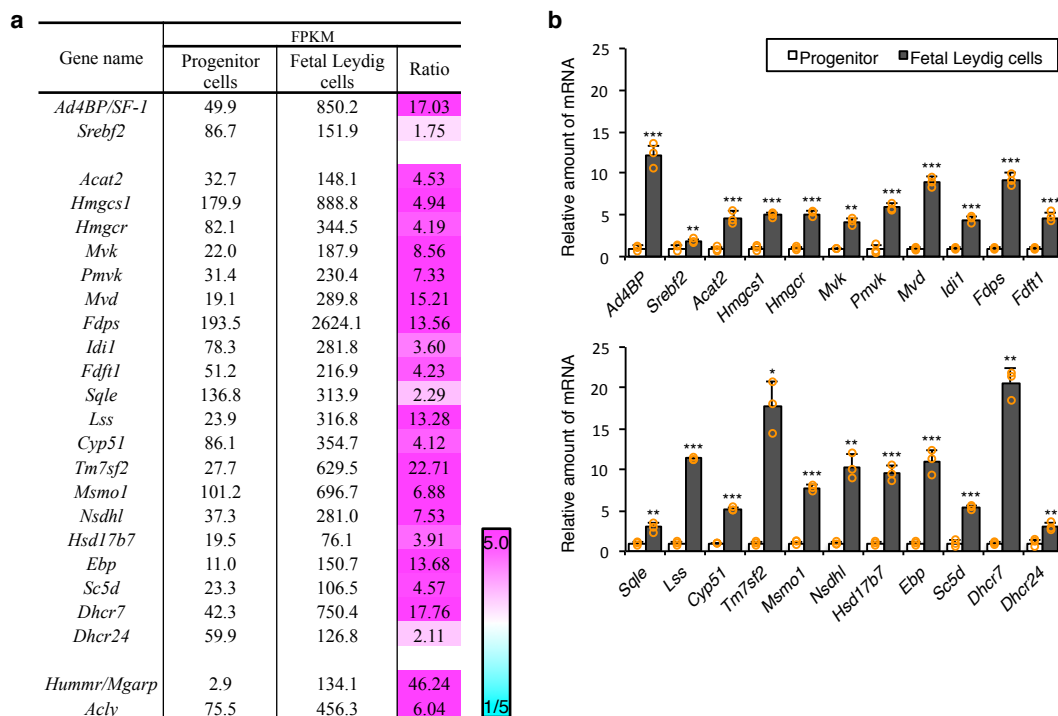 a
Gene name
FPKM
Progenitor cells
Fetal Leydig cells
Ratio
Ad4BP/SF-1 49.9 850.2 17.03
Srebf2 86.7 151.9 1.75
Acat2 32.7 148.1 4.53
Hmgcs1 179.9 888.8 4.94
Hmgcr 82.1 344.5 4.19
Mvk 22.0 187.9 8.56
Pmvk 31.4 230.4 7.33
Mvd 19.1 289.8 15.21
Fdps 193.5 2624.1 13.56
Idi1 78.3 281.8 3.60
Fdft1 51.2 216.9 4.23
Sqle 136.8 313.9 2.29
Lss 23.9 316.8 13.28
Cyp51 86.1 354.7 4.12
Tm7sf2 27.7 629.5 22.71
Msmo1 101.2 696.7 6.88
Nsdhl 37.3 281.0 7.53
Hsd17b7 19.5 76.1 3.91
Ebp 11.0 150.7 13.68
Sc5d 23.3 106.5 4.57
Dhcr7 42.3 750.4 17.76
Dhcr24 59.9 126.8 2.11
Hummr/Mgarp 2.9 134.1 46.24
Acly 75.5 456.3 6.04
5.0
1/5
b
Progenitor Fetal Leydig cells
Relative amount of mRNA
25
20
15
10
5
0
*** ** *** *** *** ** *** *** *** *** ***
Ad4BP Srebf2 Acat2 Hmgcs1 Hmgcr Mvk Pmvk Mvd Idi1 Fdps Fdft1
Relative amount of mRNA
25
20
15
10
5
0
** *** *** * *** ** *** *** *** ** **
Sqle Lss Cyp51 Tm7sf2 Msmo1 Nsdhl Hsd17b7 Ebp Sc5d Dhcr7 Dhcr24